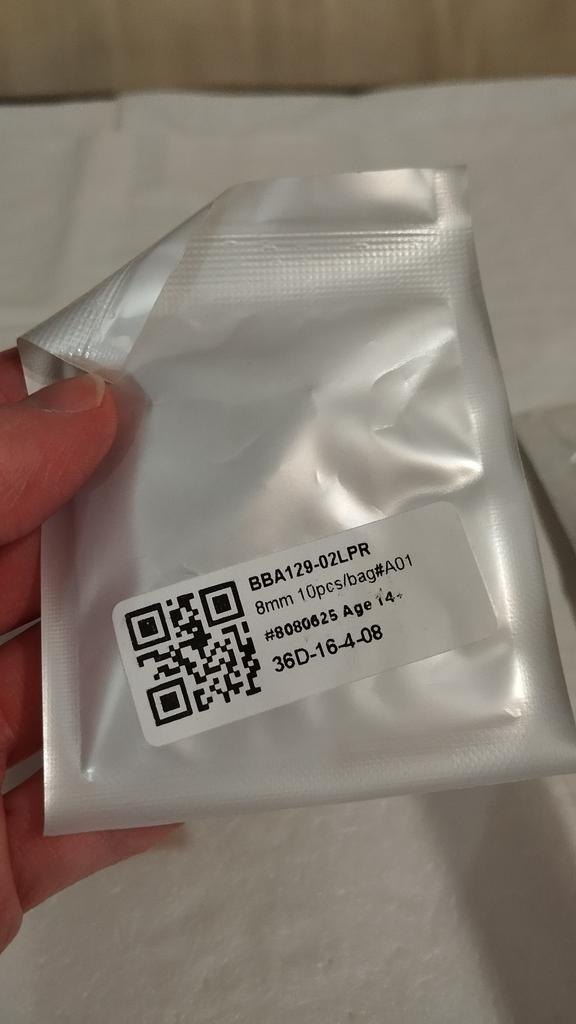 BBA129-02LPR
8mm 10pcs/bag#A01
#8080625 Age 14+
36D-16-4-08